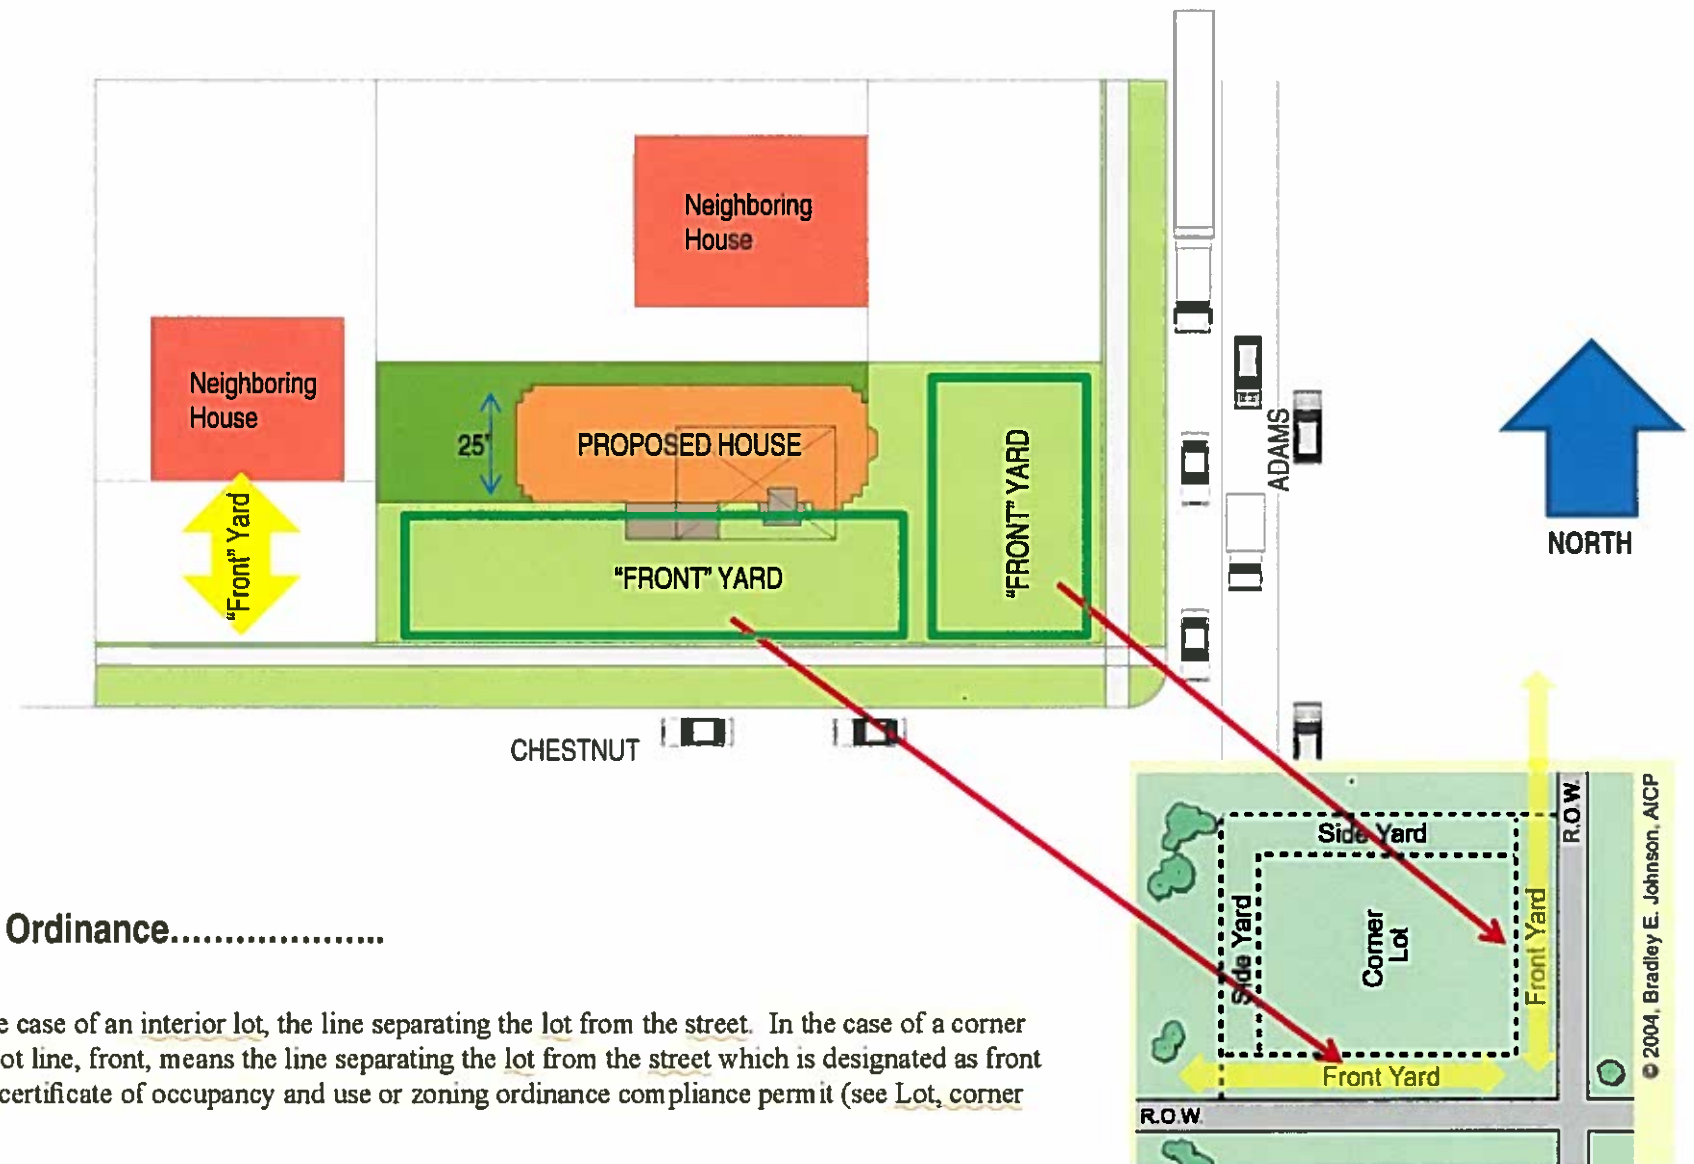 Neighboring
House
Neighboring
House
25'
PROPOSED HOUSE
"FRONT" YARD
"FRONT" YARD
"Front" Yard
ADAMS
NORTH
CHESTNUT
Side Yard
Side Yard
Corner
Lot
Front Yard
Front Yard
R.O.W.
R.O.W.
© 2004, Bradley E. Johnson, AICP
Ordinance....................
e case of an interior lot, the line separating the lot from the street. In the case of a corner
ot line, front, means the line separating the lot from the street which is designated as front
certificate of occupancy and use or zoning ordinance compliance permit (see Lot, corner